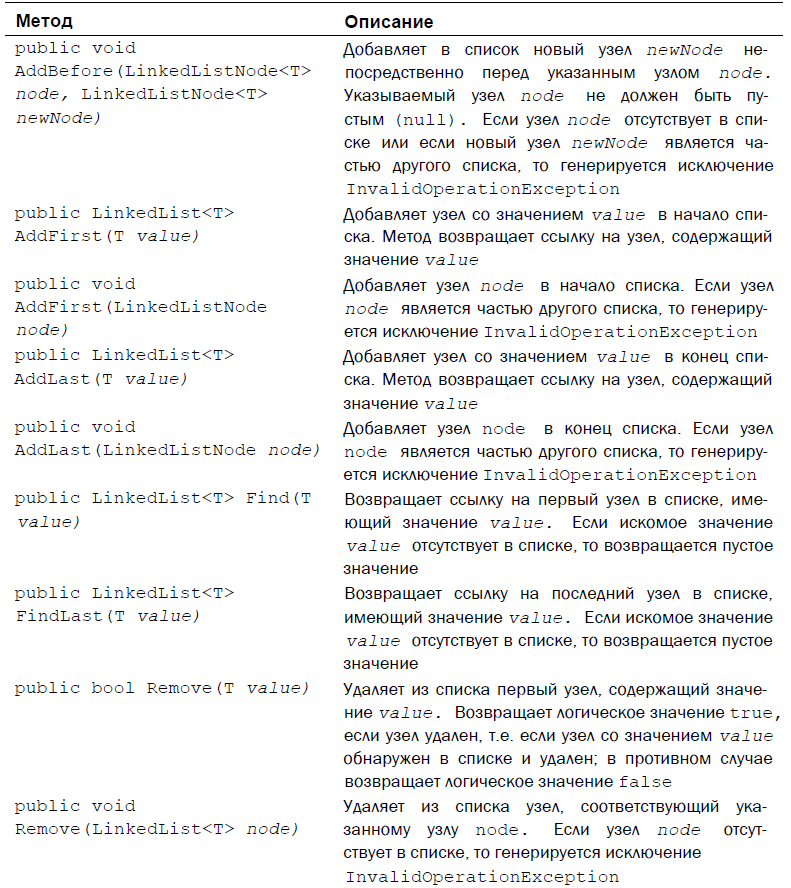 Метод Описание
public void
AddBefore(LinkedListNode<T>
node, LinkedListNode<T>
newNode)
Добавляет в список новый узел newNode не-
посредственно перед указанным узлом node.
Указываемый узел node не должен быть пу-
стым (null). Если узел node отсутствует в спи-
ске или если новый узел newNode является ча-
стью другого списка, то генерируется исключение
InvalidOperationException
public LinkedList<T>
AddFirst(T value)
Добавляет узел со значением value в начало спи-
ска. Метод возвращает ссылку на узел, содержащий
значение value
public void
AddFirst(LinkedListNode
node)
Добавляет узел node в начало списка. Если узел
node является частью другого списка, то генериру-
ется исключение InvalidOperationException
public LinkedList<T>
AddLast(T value)
Добавляет узел со значением value в конец спи-
ска. Метод возвращает ссылку на узел, содержащий
значение value
public void
AddLast(LinkedListNode node)
Добавляет узел node в конец списка. Если узел
node является частью другого списка, то генериру-
ется исключение InvalidOperationException
public LinkedList<T> Find(T
value)
Возвращает ссылку на первый узел в списке, име-
ющий значение value. Если искомое значение
value отсутствует в списке, то возвращается пустое
значение
public LinkedList<T>
FindLast(T value)
Возвращает ссылку на последний узел в списке,
имеющий значение value. Если искомое значение
value отсутствует в списке, то возвращается пустое
значение
public bool Remove(T value)
Удаляет из списка первый узел, содержащий значе-
ние value. Возвращает логическое значение true,
если узел удален, т.е. если узел со значением value
обнаружен в списке и удален; в противном случае
возвращает логическое значение false
public void
Remove(LinkedList<T> node)
Удаляет из списка узел, соответствующий ука-
занному узлу node. Если узел node отсут-
ствует в списке, то генерируется исключение
InvalidOperationException